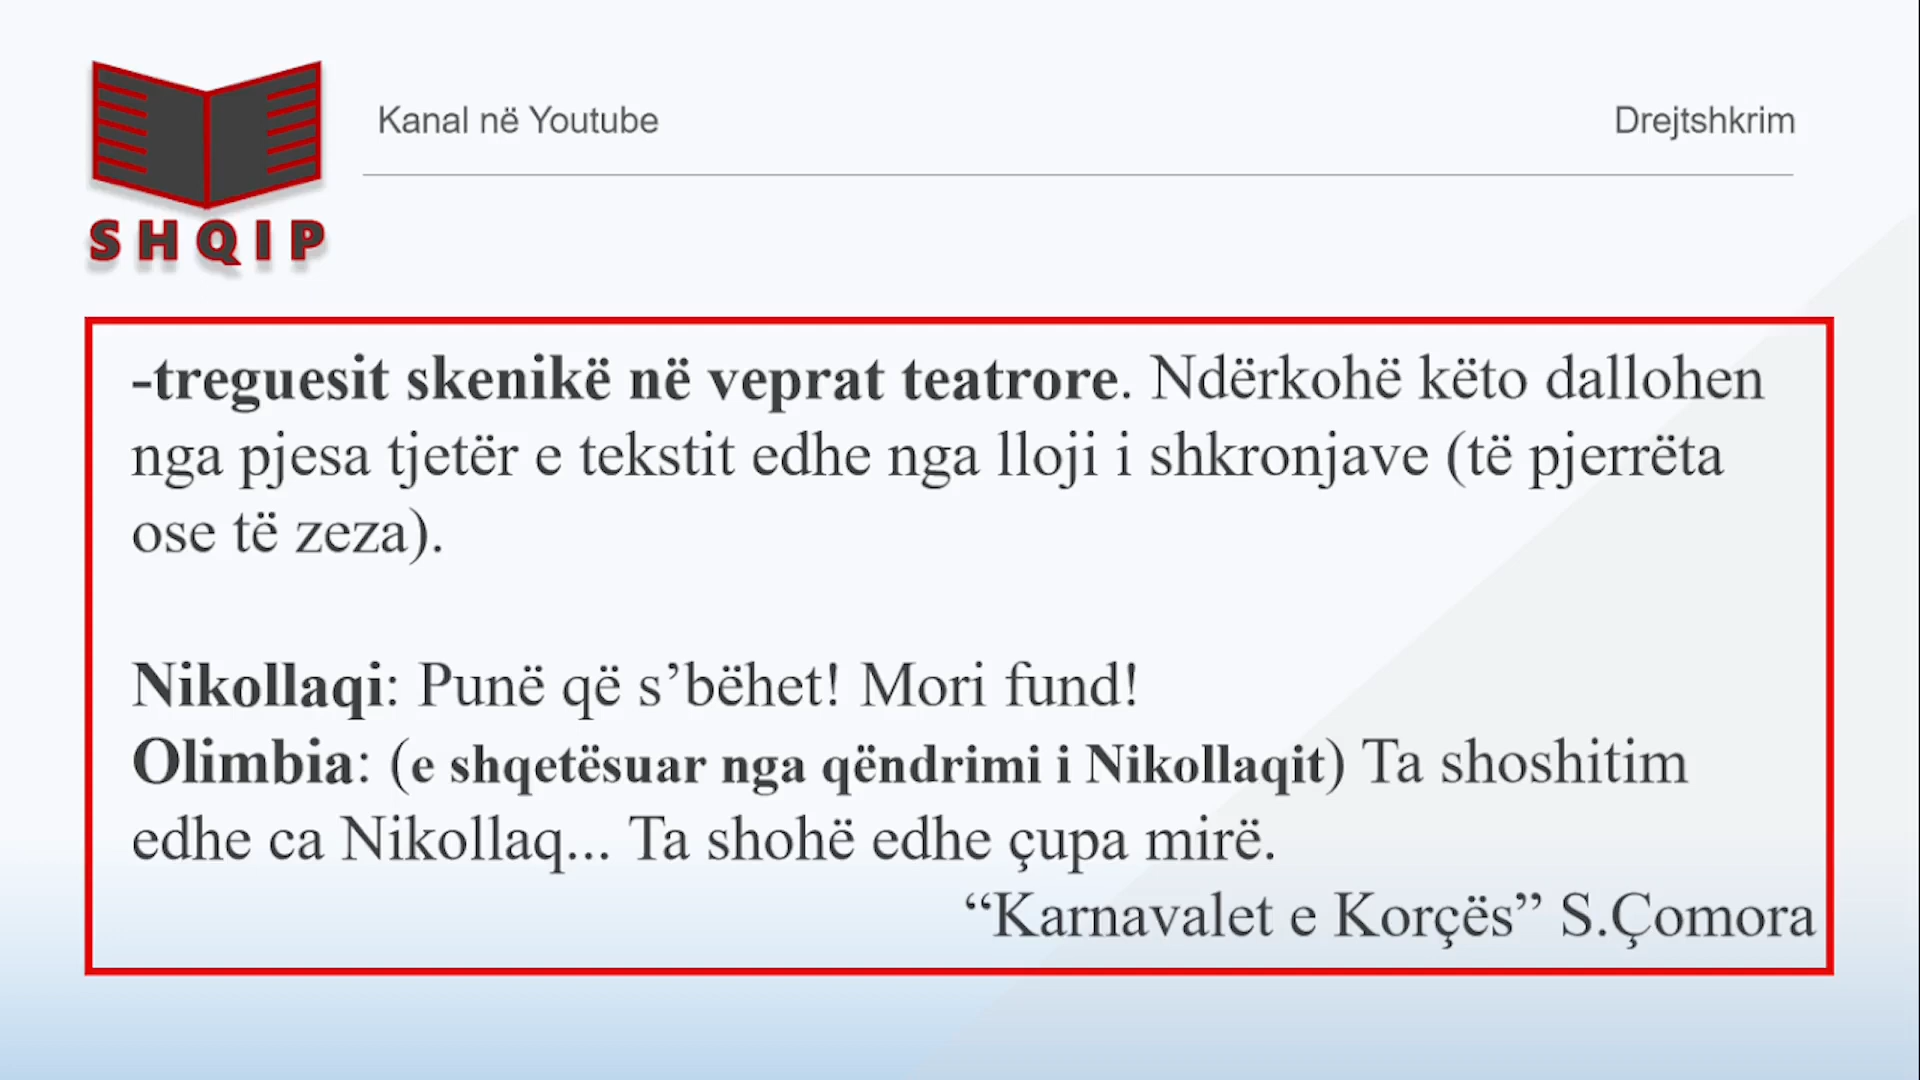 SHQIP
Kanal në Youtube
Drejtshkrim
-treguesit skenikë në veprat teatrore. Ndërkohë këto dallohen
nga pjesa tjetër e tekstit edhe nga lloji i shkronjave (të pjerrëta
ose të zeza).
Nikollaqi: Punë që s’bëhet! Mori fund!
Olimbia: (e shqetësuar nga qëndrimi i Nikollaqit) Ta shoshitim
edhe ca Nikollaq... Ta shohë edhe çupa mirë.
“Karnavalet e Korçës” S.Çomora